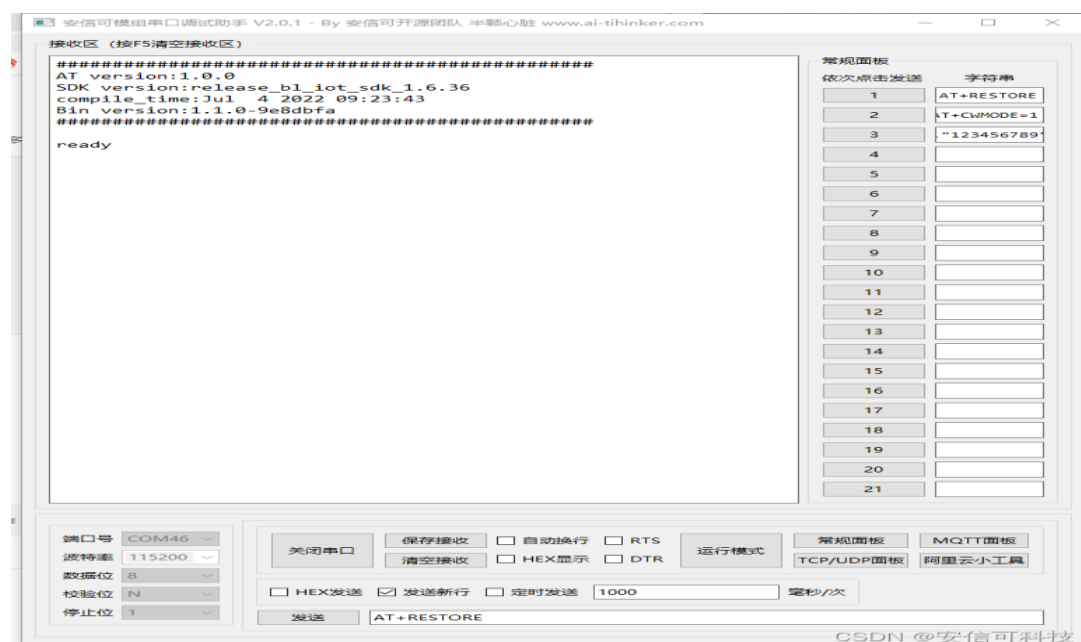 安信可模组串口调试助手 V2.0.1 - By 安信可开源团队 半颗心脏 www.ai-tihinker.com
接收区 (按F5清空接收区)
################################################
AT version:1.0.0
SDK version:release_bl_iot_sdk_1.6.36
compile_time:Jul  4 2022 09:23:43
Bin version:1.1.0-9e8dbfa
################################################
ready
常规面板
依次点击发送 字符串
1 AT+RESTORE
2 AT+CWMODE=1
3 "123456789"
4
5
6
7
8
9
10
11
12
13
14
15
16
17
18
19
20
21
端口号 COM46
波特率 115200
数据位 8
校验位 N
停止位 1
关闭串口
保存接收 自动换行 RTS
清空接收 HEX显示 DTR
运行模式
常规面板 MQTT面板
TCP/UDP面板 阿里云小工具
HEX发送 发送新行 定时发送 1000 毫秒/次
发送 AT+RESTORE
CSDN @安信可科技